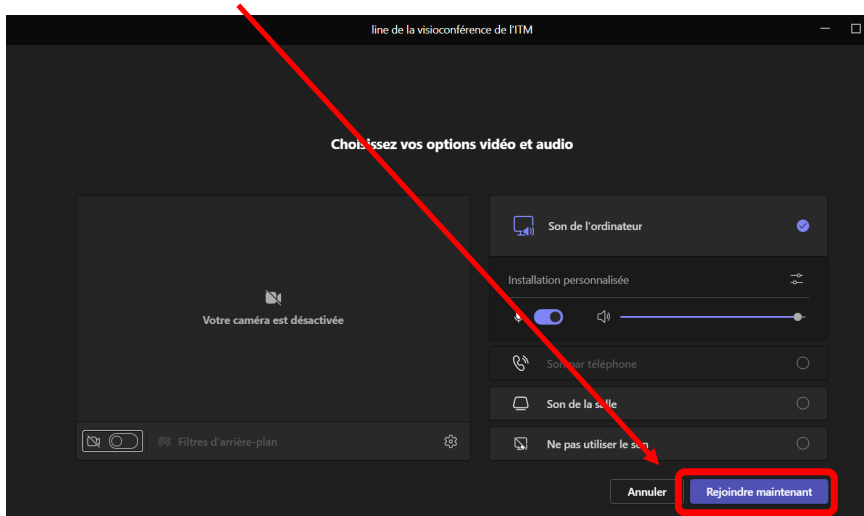 line de la visioconférence de l'ITM
Choisissez vos options vidéo et audio
Votre caméra est désactivée
Filtres d'arrière-plan
Son de l'ordinateur
Installation personnalisée
Son par téléphone
Son de la salle
Ne pas utiliser le son
Annuler
Rejoindre maintenant